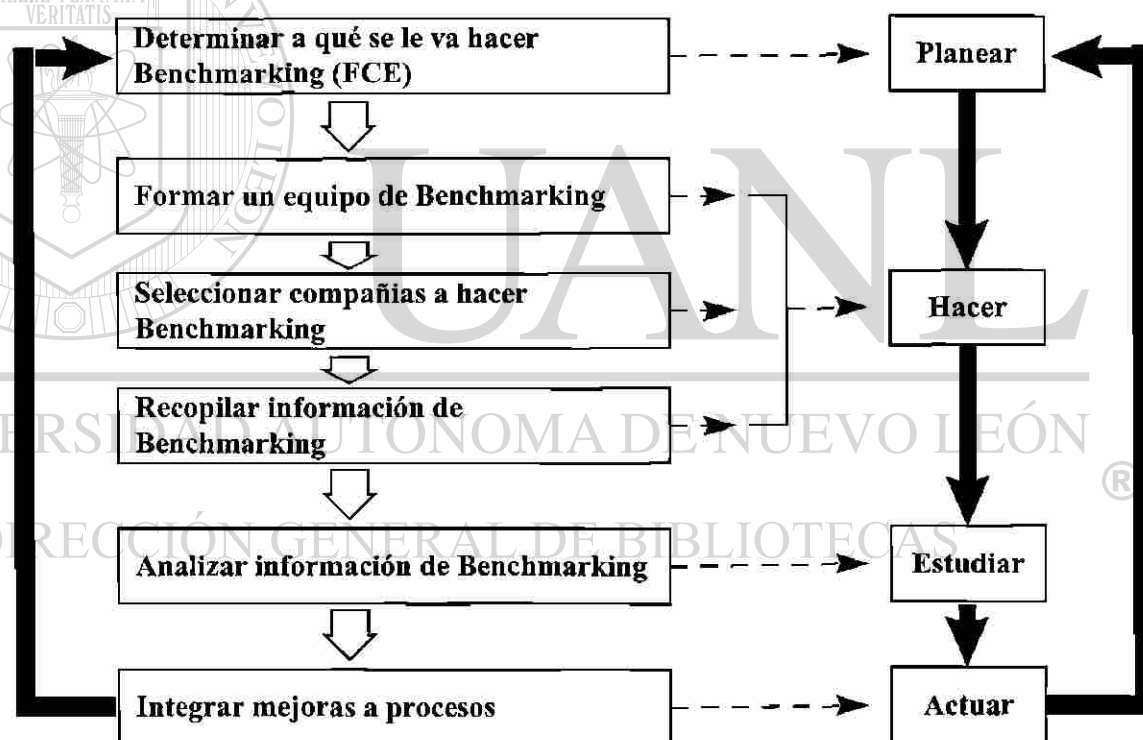 VERITATIS
Determinar a qué se le va hacer
Benchmarking (FCE)
Planear
Formar un equipo de Benchmarking
UANL
Seleccionar compañias a hacer
Benchmarking
Hacer
Recopilar información de
Benchmarking
ERSIDAD AUTÓNOMA DE NUEVO LEÓN
®
DIRECCIÓN GENERAL DE BIBLIOTECAS
Analizar información de Benchmarking
Estudiar
Integrar mejoras a procesos
Actuar